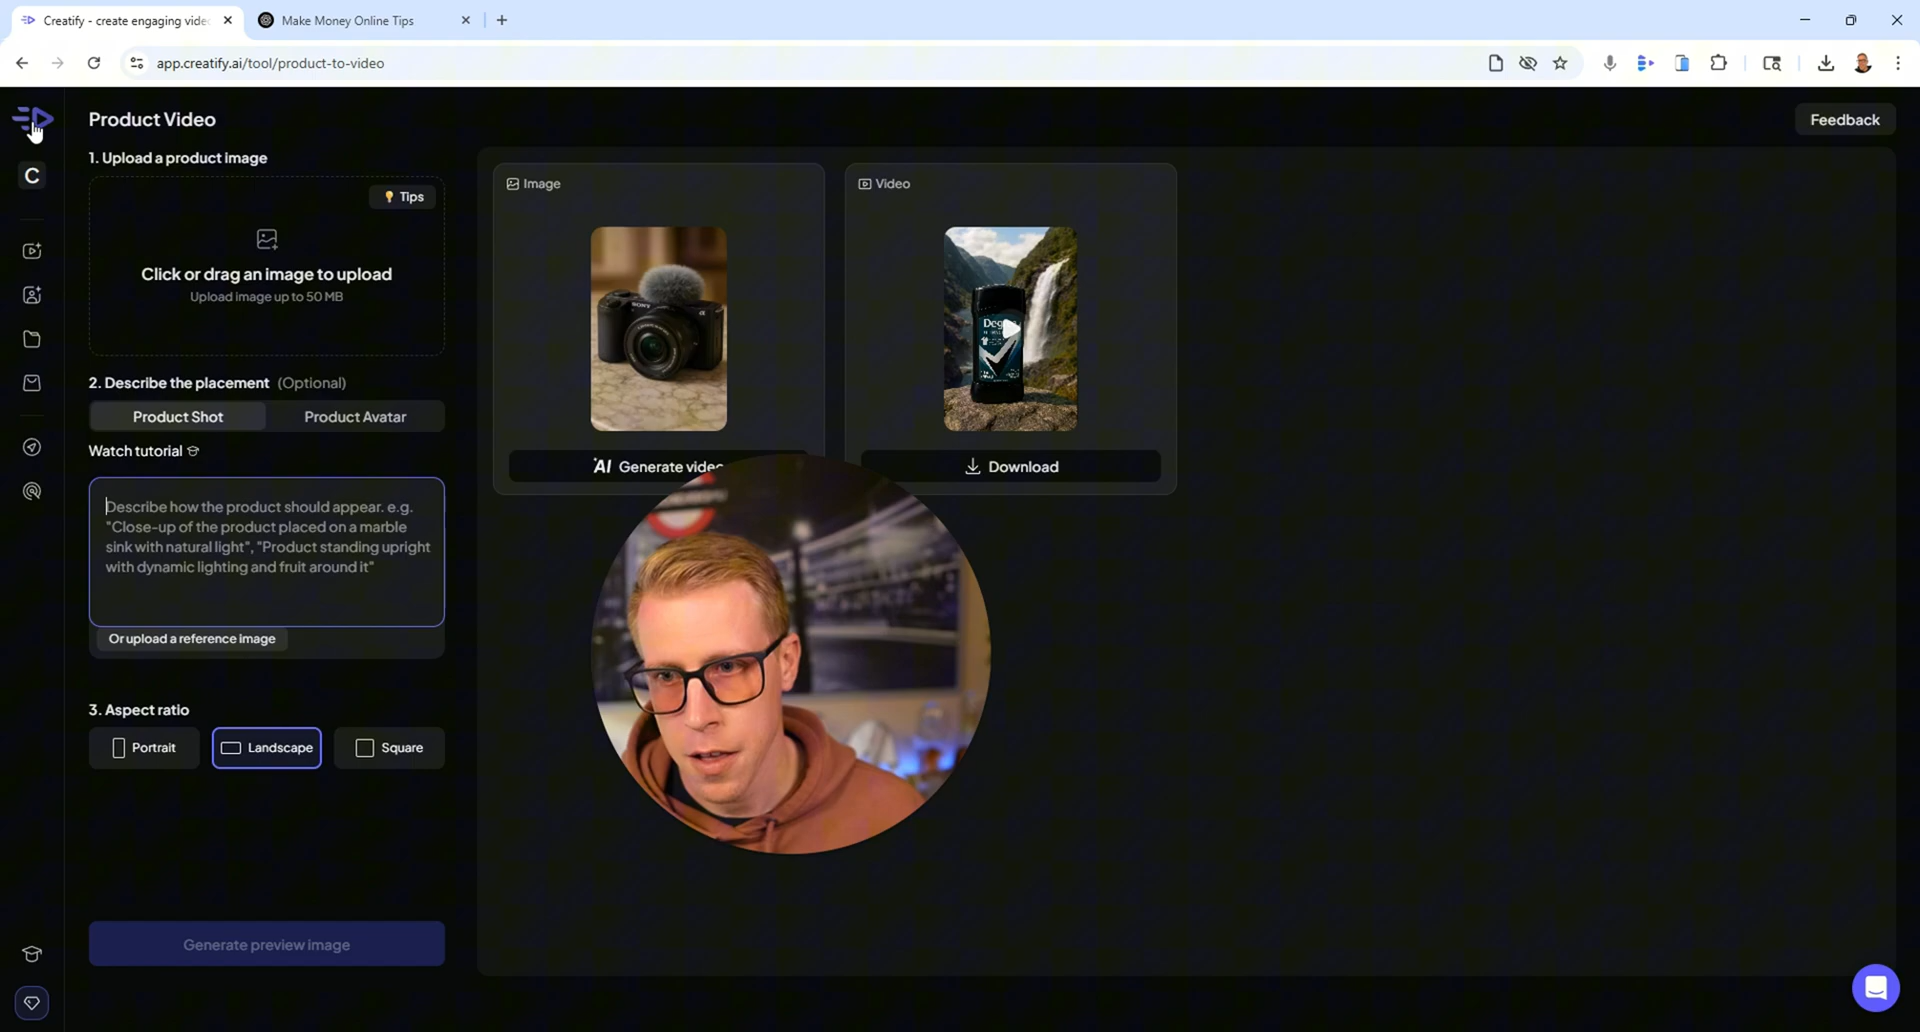 Creatify - create engaging video
Make Money Online Tips
app.creatify.ai/tool/product-to-video
Product Video
Feedback
1. Upload a product image
Tips
Click or drag an image to upload
Upload image up to 50 MB
2. Describe the placement (Optional)
Product Shot
Product Avatar
Watch tutorial
Describe how the product should appear. e.g.
"Close-up of the product placed on a marble
sink with natural light", "Product standing upright
with dynamic lighting and fruit around it"
Or upload a reference image
3. Aspect ratio
Portrait
Landscape
Square
Generate preview image
C
Image
SONY
AI Generate video
Video
Degree
Download